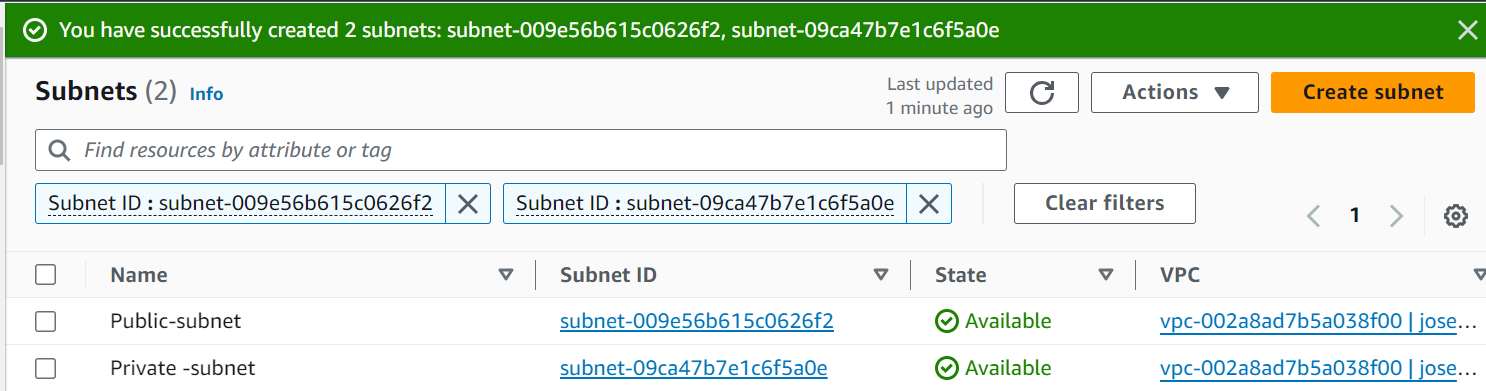 You have successfully created 2 subnets: subnet-009e56b615c0626f2, subnet-09ca47b7e1c6f5a0e
Subnets (2) Info
Last updated
1 minute ago
Actions
Create subnet
Find resources by attribute or tag
Subnet ID : subnet-009e56b615c0626f2
Subnet ID : subnet-09ca47b7e1c6f5a0e
Clear filters
1
Name Subnet ID State VPC
Public-subnet subnet-009e56b615c0626f2 Available vpc-002a8ad7b5a038f00 | jose...
Private -subnet subnet-09ca47b7e1c6f5a0e Available vpc-002a8ad7b5a038f00 | jose...